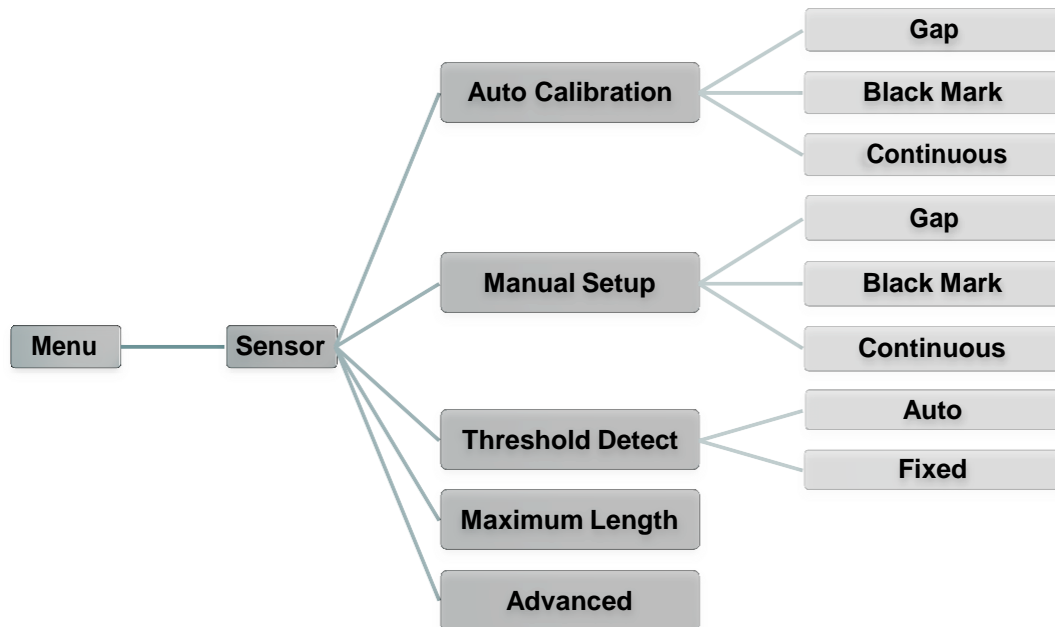 Menu
Sensor
Auto Calibration
Gap
Black Mark
Continuous
Manual Setup
Gap
Black Mark
Continuous
Threshold Detect
Auto
Fixed
Maximum Length
Advanced